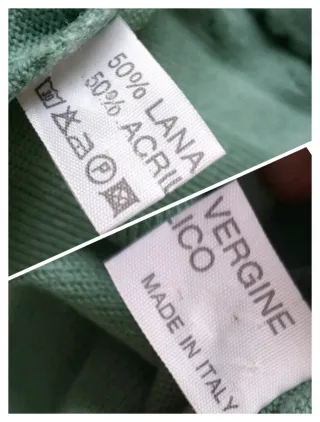 50% LANA
50% ACRIL
P
VERGINE
LICO
MADE IN ITALY